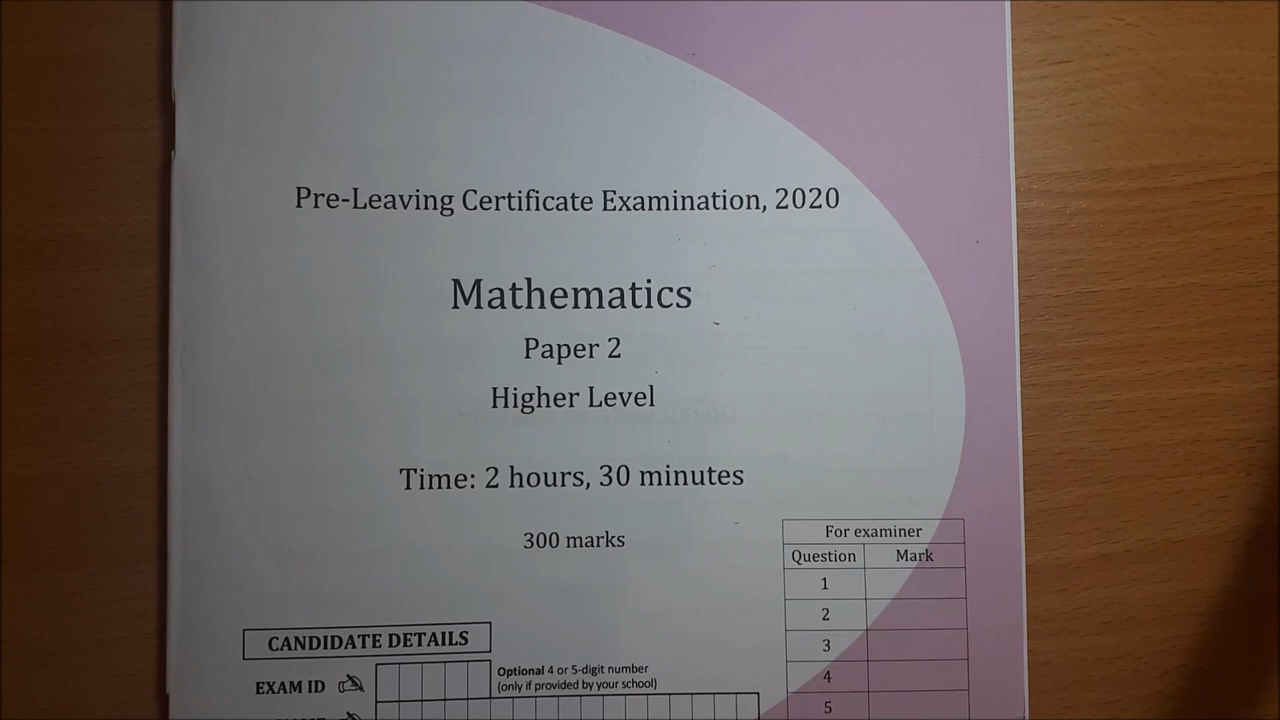 Pre-Leaving Certificate Examination, 2020
Mathematics
Paper 2
Higher Level
Time: 2 hours, 30 minutes
300 marks
For examiner
Question Mark
1
2
3
4
5
CANDIDATE DETAILS
EXAM ID
Optional 4 or 5-digit number
(only if provided by your school)